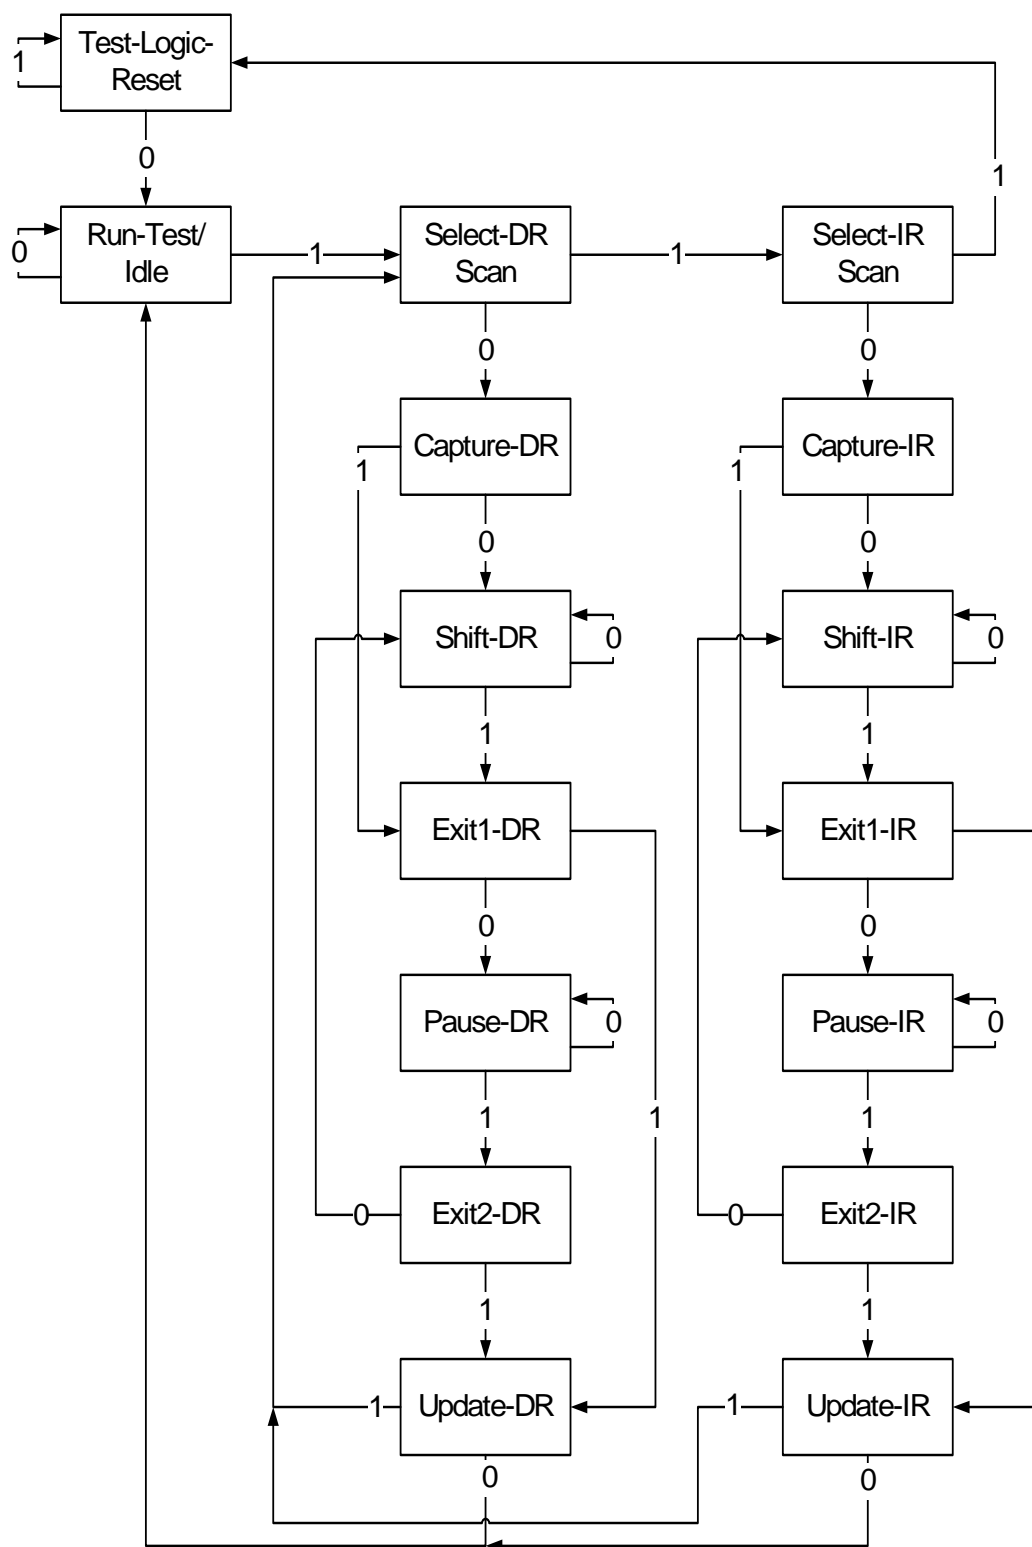 Test-Logic-
Reset
1
0
1
Run-Test/
Idle
0
1
Select-DR
Scan
1
Select-IR
Scan
0
0
Capture-DR
1
Capture-IR
1
0
0
Shift-DR
0
Shift-IR
0
1
1
Exit1-DR
Exit1-IR
0
0
Pause-DR
0
Pause-IR
0
1
1
1
Exit2-DR
0
Exit2-IR
0
1
1
Update-DR
1
Update-IR
1
0
0